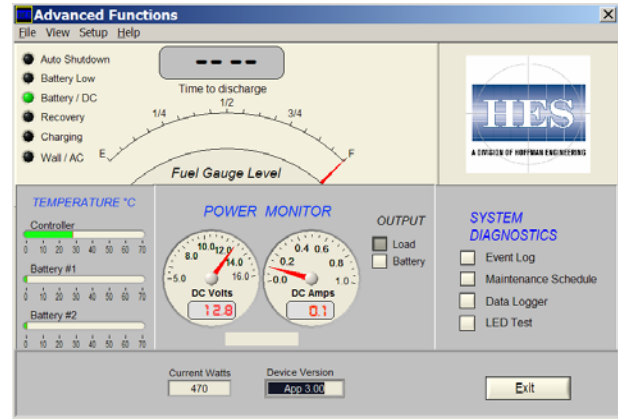 Advanced Functions
File View Setup Help
Auto Shutdown
Battery Low
Battery / DC
Recovery
Charging
Wall / AC
-- -- -- --
Time to discharge
E 1/4 1/2 3/4 F
Fuel Gauge Level
HES
A DIVISION OF HOFFMAN ENGINEERING
TEMPERATURE °C
Controller
0 10 20 30 40 50 60 70
Battery #1
0 10 20 30 40 50 60 70
Battery #2
0 10 20 30 40 50 60 70
POWER MONITOR
-5.0 8.0 10.0 12.0 14.0 16.0-
DC Volts
12.8
-0.0 0.2 0.4 0.6 0.8 1.0-
DC Amps
0.1
OUTPUT
Load
Battery
SYSTEM
DIAGNOSTICS
Event Log
Maintenance Schedule
Data Logger
LED Test
Current Watts
470
Device Version
App 3.00
Exit